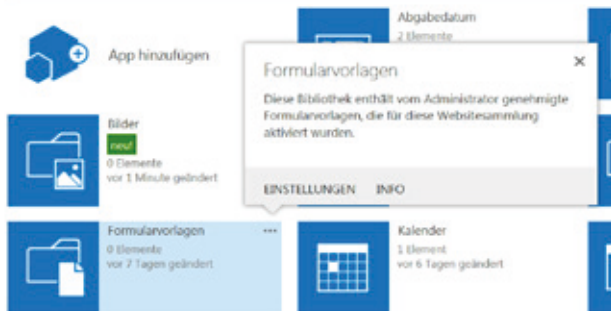 App hinzufügen
Abgabedatum
2 Elemente
Formularvorlagen
Diese Bibliothek enthält vom Administrator genehmigte
Formularvorlagen, die für diese Websitesammlung
aktiviert wurden.
EINSTELLUNGEN INFO
Bilder
neu!
0 Elemente
vor 1 Minute geändert
Formularvorlagen
0 Elemente
vor 7 Tagen geändert
Kalender
1 Element
vor 6 Tagen geändert